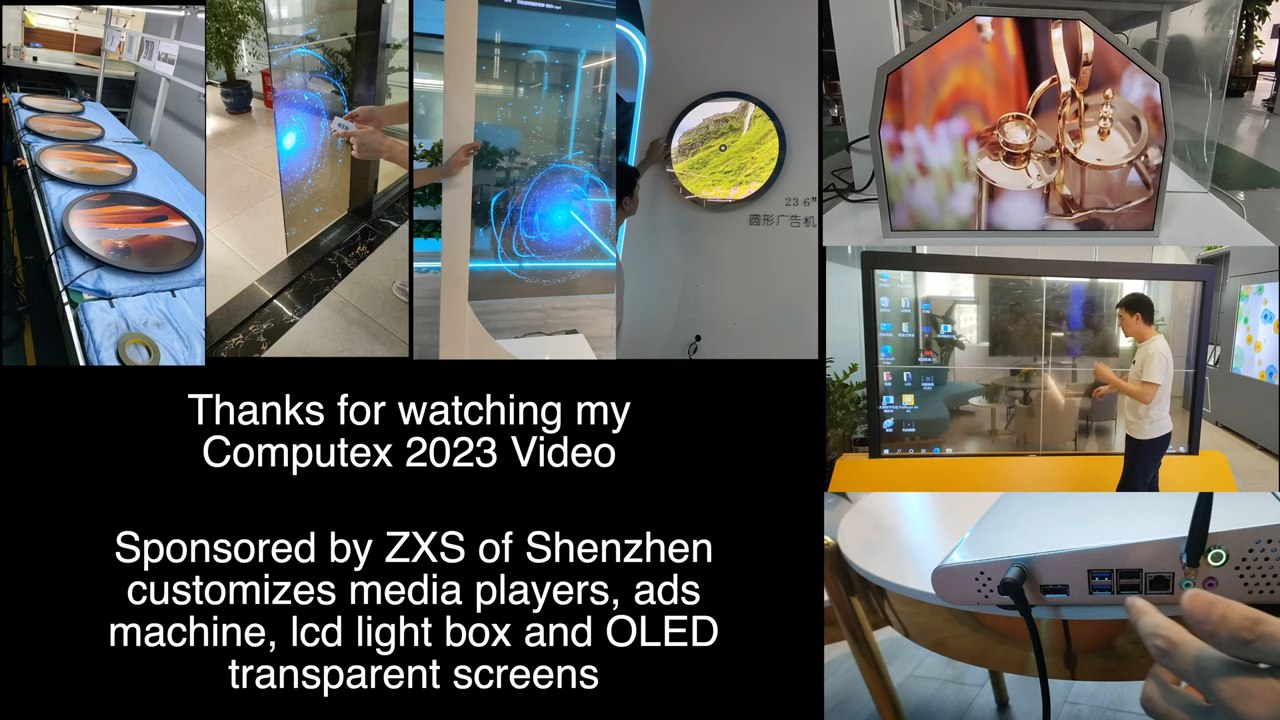 23.6"
圆形广告机
Thanks for watching my
Computex 2023 Video
Sponsored by ZXS of Shenzhen
customizes media players, ads
machine, lcd light box and OLED
transparent screens